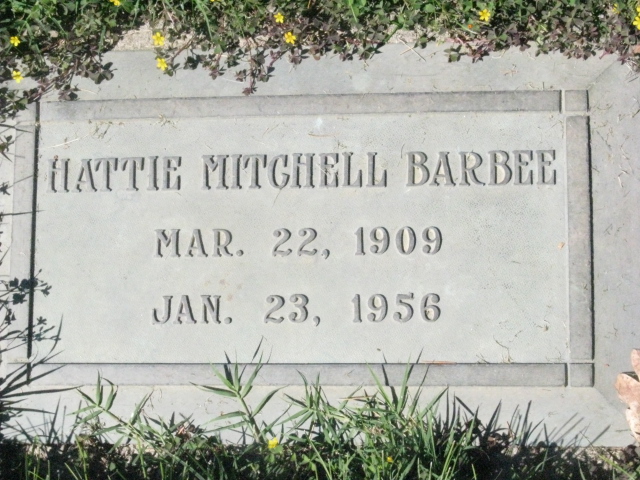 HATTIE MITCHELL BARBEE
MAR. 22, 1909
JAN. 23, 1956